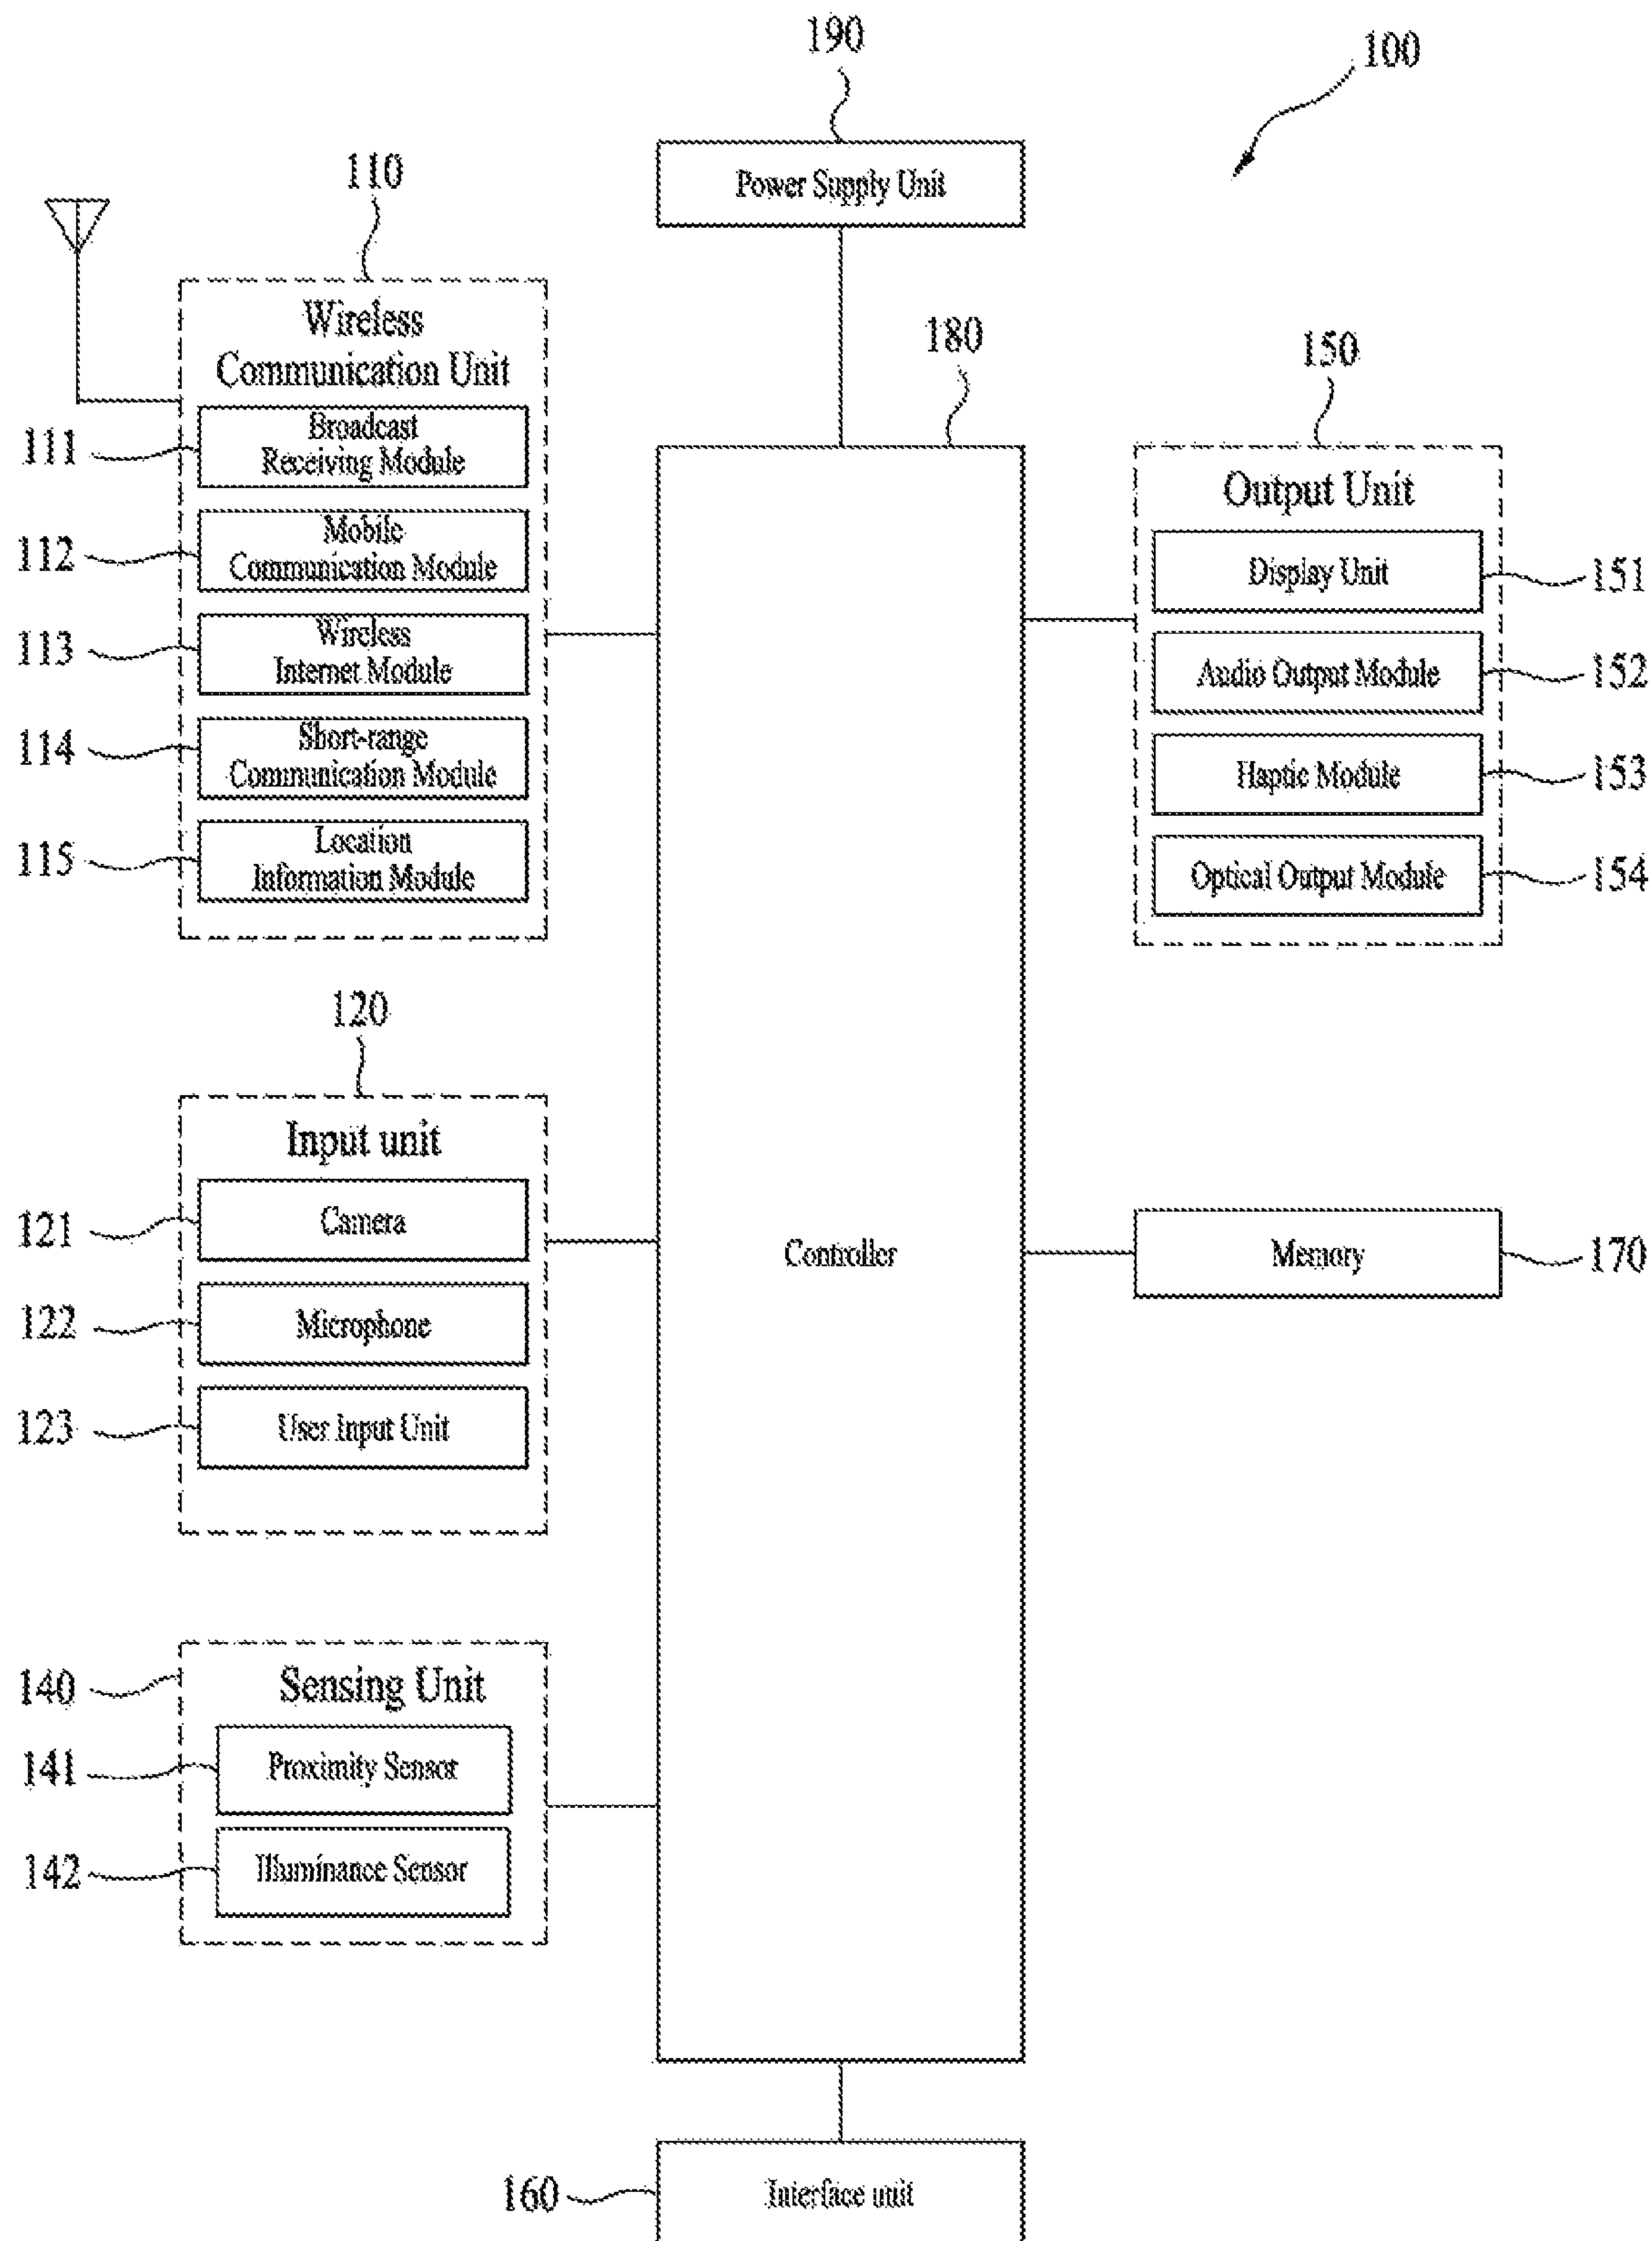 190
100
Power Supply Unit
110
Wireless
Communication Unit
111
Broadcast
Receiving Module
112
Mobile
Communication Module
113
Wireless
Internet Module
114
Short-range
Communication Module
115
Location
Information Module
120
Input unit
121
Camera
122
Microphone
123
User Input Unit
140
Sensing Unit
141
Proximity Sensor
142
Illuminance Sensor
180
Controller
150
Output Unit
Display Unit
151
Audio Output Module
152
Haptic Module
153
Optical Output Module
154
Memory
170
160
Interface unit